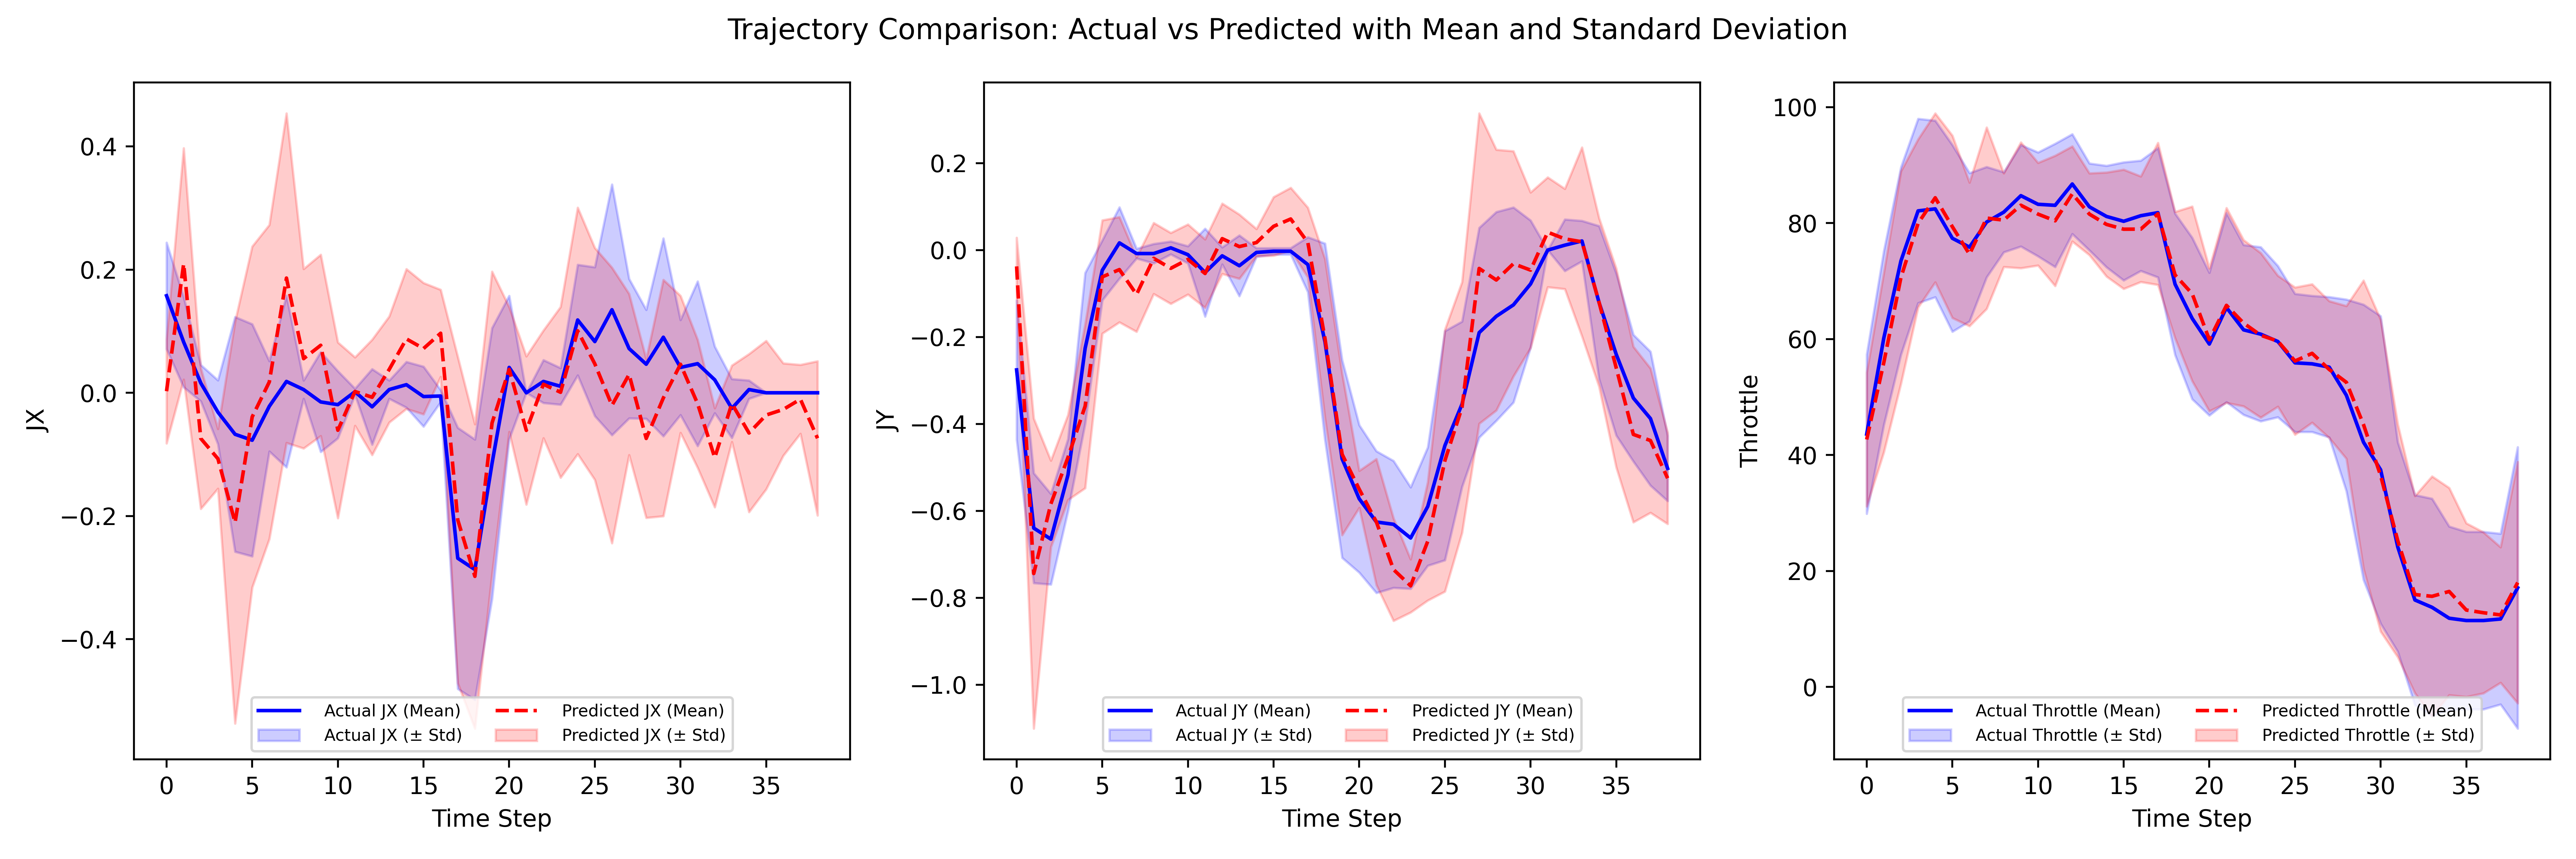 Trajectory Comparison: Actual vs Predicted with Mean and Standard Deviation
JX
0.4
0.2
0.0
−0.2
−0.4
Actual JX (Mean)
Actual JX (± Std)
Predicted JX (Mean)
Predicted JX (± Std)
0 5 10 15 20 25 30 35
Time Step
JY
0.2
0.0
−0.2
−0.4
−0.6
−0.8
−1.0
Actual JY (Mean)
Actual JY (± Std)
Predicted JY (Mean)
Predicted JY (± Std)
0 5 10 15 20 25 30 35
Time Step
Throttle
100
80
60
40
20
0
Actual Throttle (Mean)
Actual Throttle (± Std)
Predicted Throttle (Mean)
Predicted Throttle (± Std)
0 5 10 15 20 25 30 35
Time Step